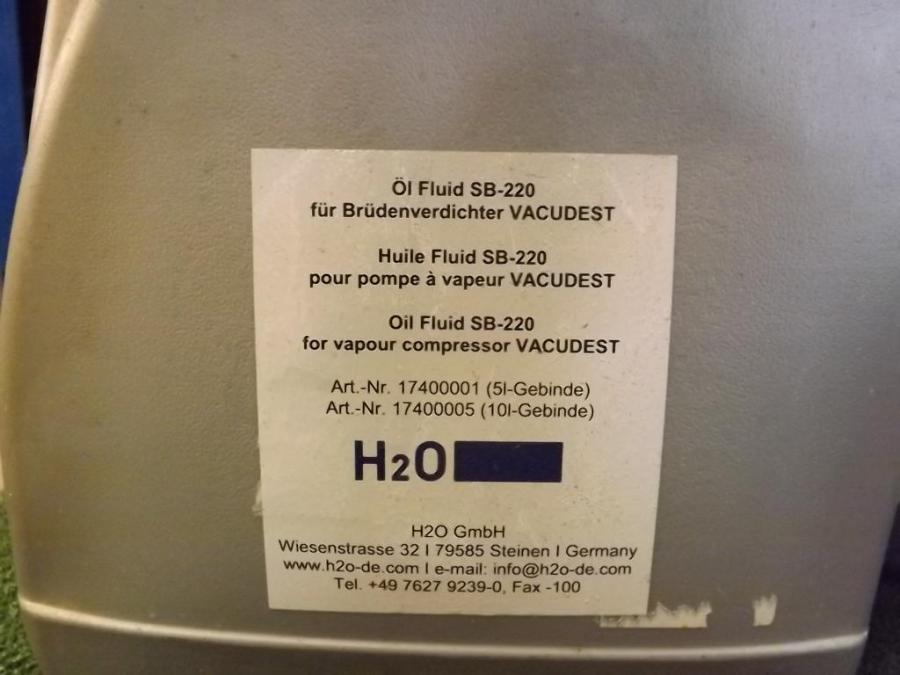 Öl Fluid SB-220
für Brüdenverdichter VACUDEST
Huile Fluid SB-220
pour pompe à vapeur VACUDEST
Oil Fluid SB-220
for vapour compressor VACUDEST
Art.-Nr. 17400001 (5l-Gebinde)
Art.-Nr. 17400005 (10l-Gebinde)
H2O
H2O GmbH
Wiesenstrasse 32 I 79585 Steinen I Germany
www.h2o-de.com I e-mail: info@h2o-de.com
Tel. +49 7627 9239-0, Fax -100